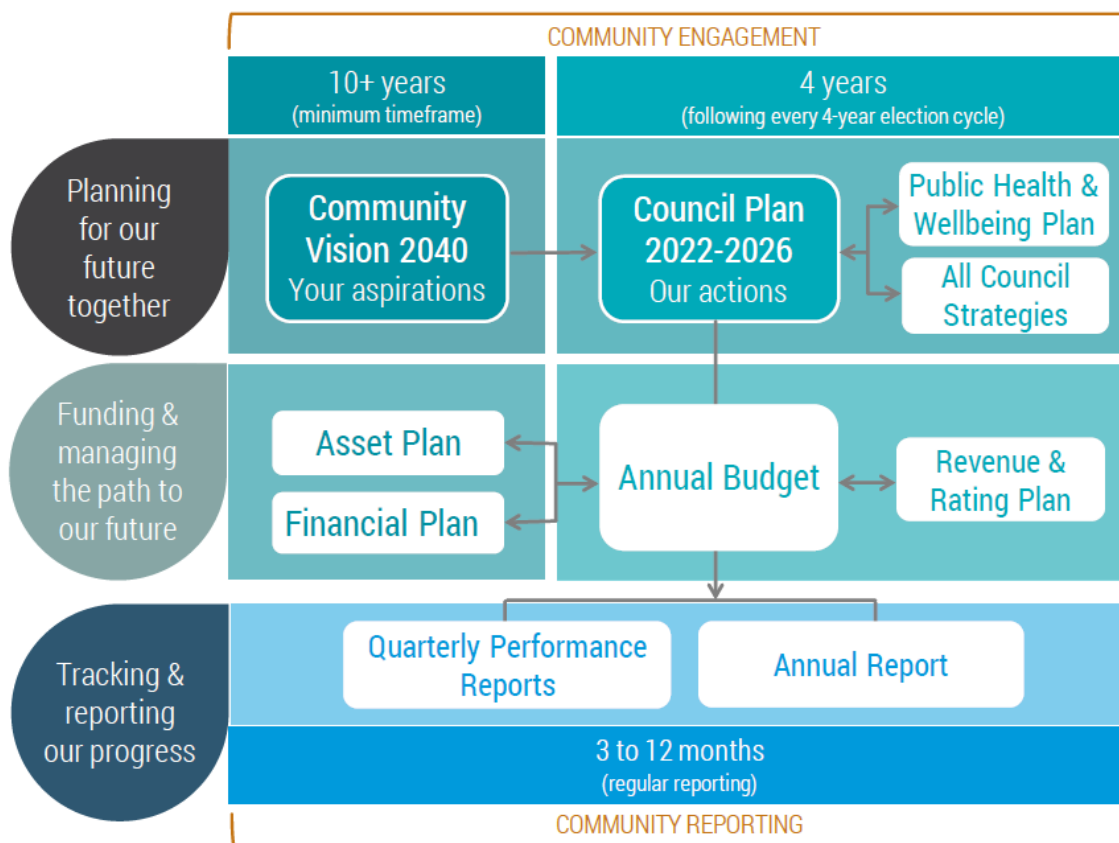 COMMUNITY ENGAGEMENT
10+ years
(minimum timeframe)
4 years
(following every 4-year election cycle)
Planning
for our
future
together
Community
Vision 2040
Your aspirations
Council Plan
2022-2026
Our actions
Public Health &
Wellbeing Plan
All Council
Strategies
Funding &
managing
the path to
our future
Asset Plan
Financial Plan
Annual Budget
Revenue &
Rating Plan
Tracking &
reporting
our progress
Quarterly Performance
Reports
Annual Report
3 to 12 months
(regular reporting)
COMMUNITY REPORTING